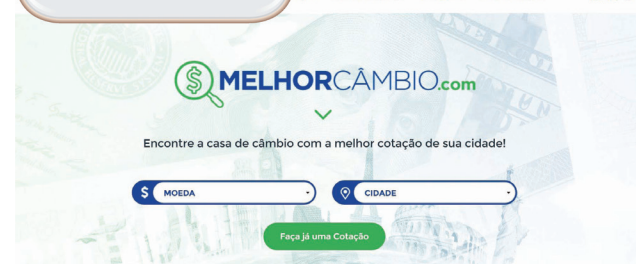 MELHORCÂMBIO.com
Encontre a casa de câmbio com a melhor cotação de sua cidade!
$ MOEDA
CIDADE
Faça já uma Cotação